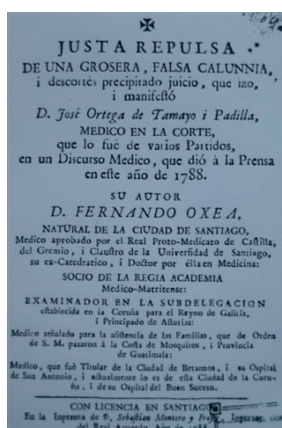 JUSTA REPULSA
DE UNA GROSERA, FALSA CALUNNIA,
i descortés precipitado juicio, que izo,
i manifestó
D. José Ortega de Tamayo i Padilla,
MEDICO EN LA CORTE,
que lo fué de varios Partidos,
en un Discurso Medico, que dió à la Prensa
en este año de 1788.
SU AUTOR
D. FERNANDO OXEA,
NATURAL DE LA CIUDAD DE SANTIAGO,
Medico aprobado por el Real Proto-Medicato de Castilla,
del Gremio, i Claustro de la Universidad de Santiago,
su ex-Catedratico, i Doctor por ella en Medicina:
SOCIO DE LA REGIA ACADEMIA
Medico-Matritense:
EXAMINADOR EN LA SUBDELEGACION
establecida en la Coruña para el Reyno de Galicia,
i Principado de Asturias:
Medico señalado para la asistencia de las Familias, que de Orden
de S. M. pasaron à la Costa de Mosquitos, i Provincia
de Guatimala:
Medico, que fué Titular de la Ciudad de Betanzos, i su Ospital
de San Antonio, i actualmente lo es de esta Ciudad de la Coru-
ña, i de su Ospital del Buen Suceso.
CON LICENCIA EN SANTIAGO
En la Imprenta de D. Sebastian Montero y Impresor
del Real Año de